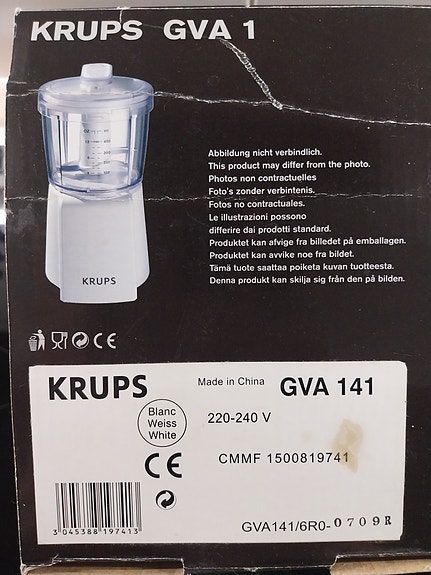 KRUPS GVA 1
KRUPS
Abbildung nicht verbindlich.
This product may differ from the photo.
Photos non contractuelles
Foto's zonder verbintenis.
Fotos no contractuales.
Le illustrazioni possono
differire dai prodotti standard.
Produktet kan afvige fra billedet på emballagen.
Produktet kan avvike noe fra bildet.
Tämä tuote saattaa poiketa kuvan tuotteesta.
Denna produkt kan skilja sig från den på bilden.
CE
KRUPS Made in China GVA 141
Blanc
Weiss
White
220-240 V
CE
CMMF 1500819741
3 045388 197413
GVA141/6R0-0709R